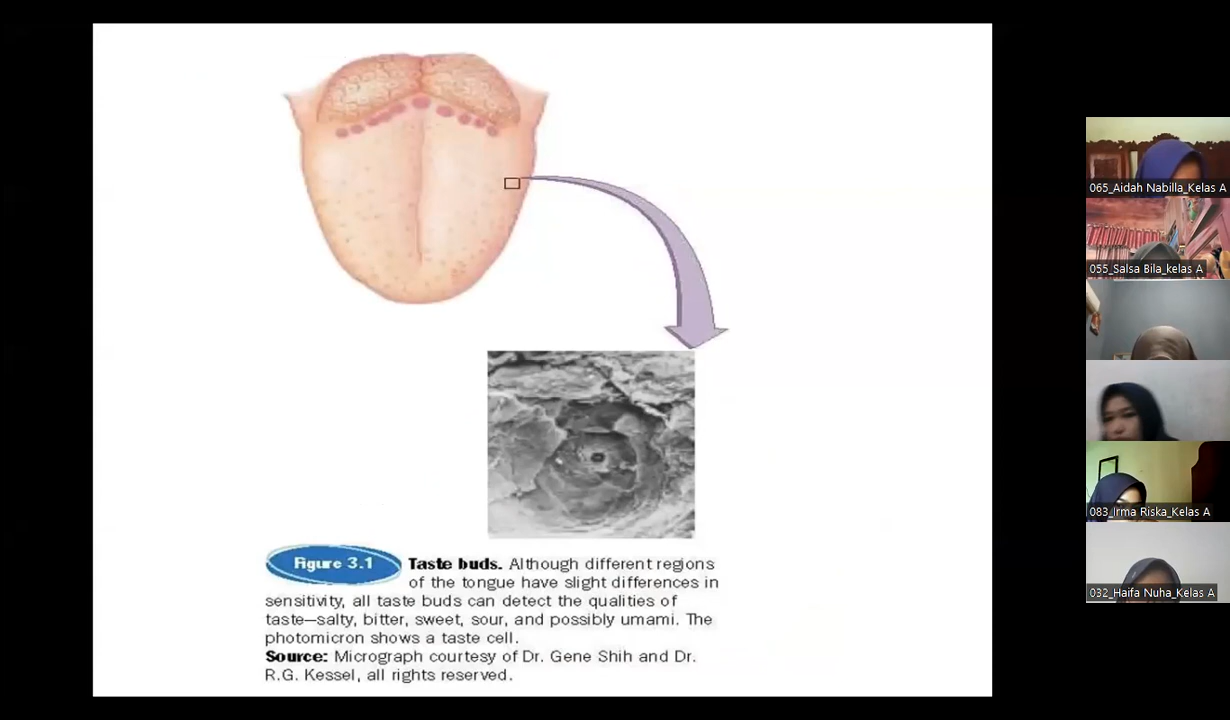 Figure 3.1
Taste buds. Although different regions
of the tongue have slight differences in
sensitivity, all taste buds can detect the qualities of
taste—salty, bitter, sweet, sour, and possibly umami. The
photomicron shows a taste cell.
Source: Micrograph courtesy of Dr. Gene Shih and Dr.
R.G. Kessel, all rights reserved.
065_Aidah Nabilla_Kelas A
055_Salsa Bila_kelas A
083_Irma Riska_Kelas A
032_Haifa Nuha_Kelas A